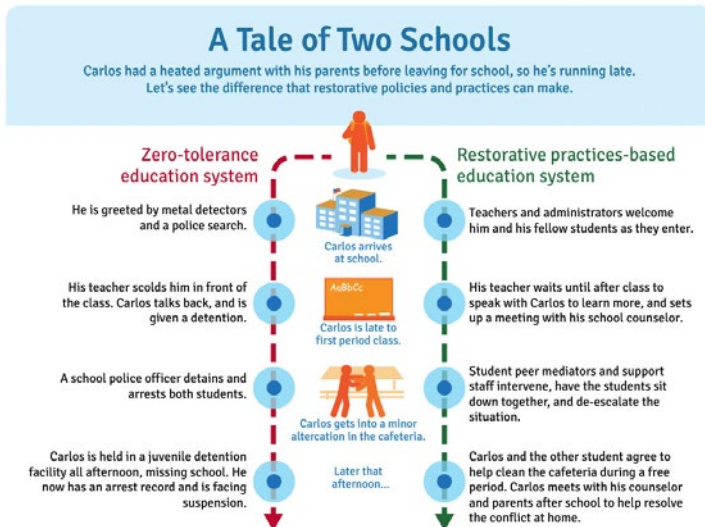 A Tale of Two Schools
Carlos had a heated argument with his parents before leaving for school, so he's running late.
Let's see the difference that restorative policies and practices can make.
Zero-tolerance
education system
Restorative practices-based
education system
He is greeted by metal detectors
and a police search.
Carlos arrives
at school.
Teachers and administrators welcome
him and his fellow students as they enter.
His teacher scolds him in front of
the class. Carlos talks back, and is
given a detention.
AaBbCc
Carlos is late to
first period class.
His teacher waits until after class to
speak with Carlos to learn more, and sets
up a meeting with his school counselor.
A school police officer detains and
arrests both students.
Carlos gets into a minor
altercation in the cafeteria.
Student peer mediators and support
staff intervene, have the students sit
down together, and de-escalate the
situation.
Carlos is held in a juvenile detention
facility all afternoon, missing school. He
now has an arrest record and is facing
suspension.
Later that
afternoon...
Carlos and the other student agree to
help clean the cafeteria during a free
period. Carlos meets with his counselor
and parents after school to help resolve
the conflict at home.